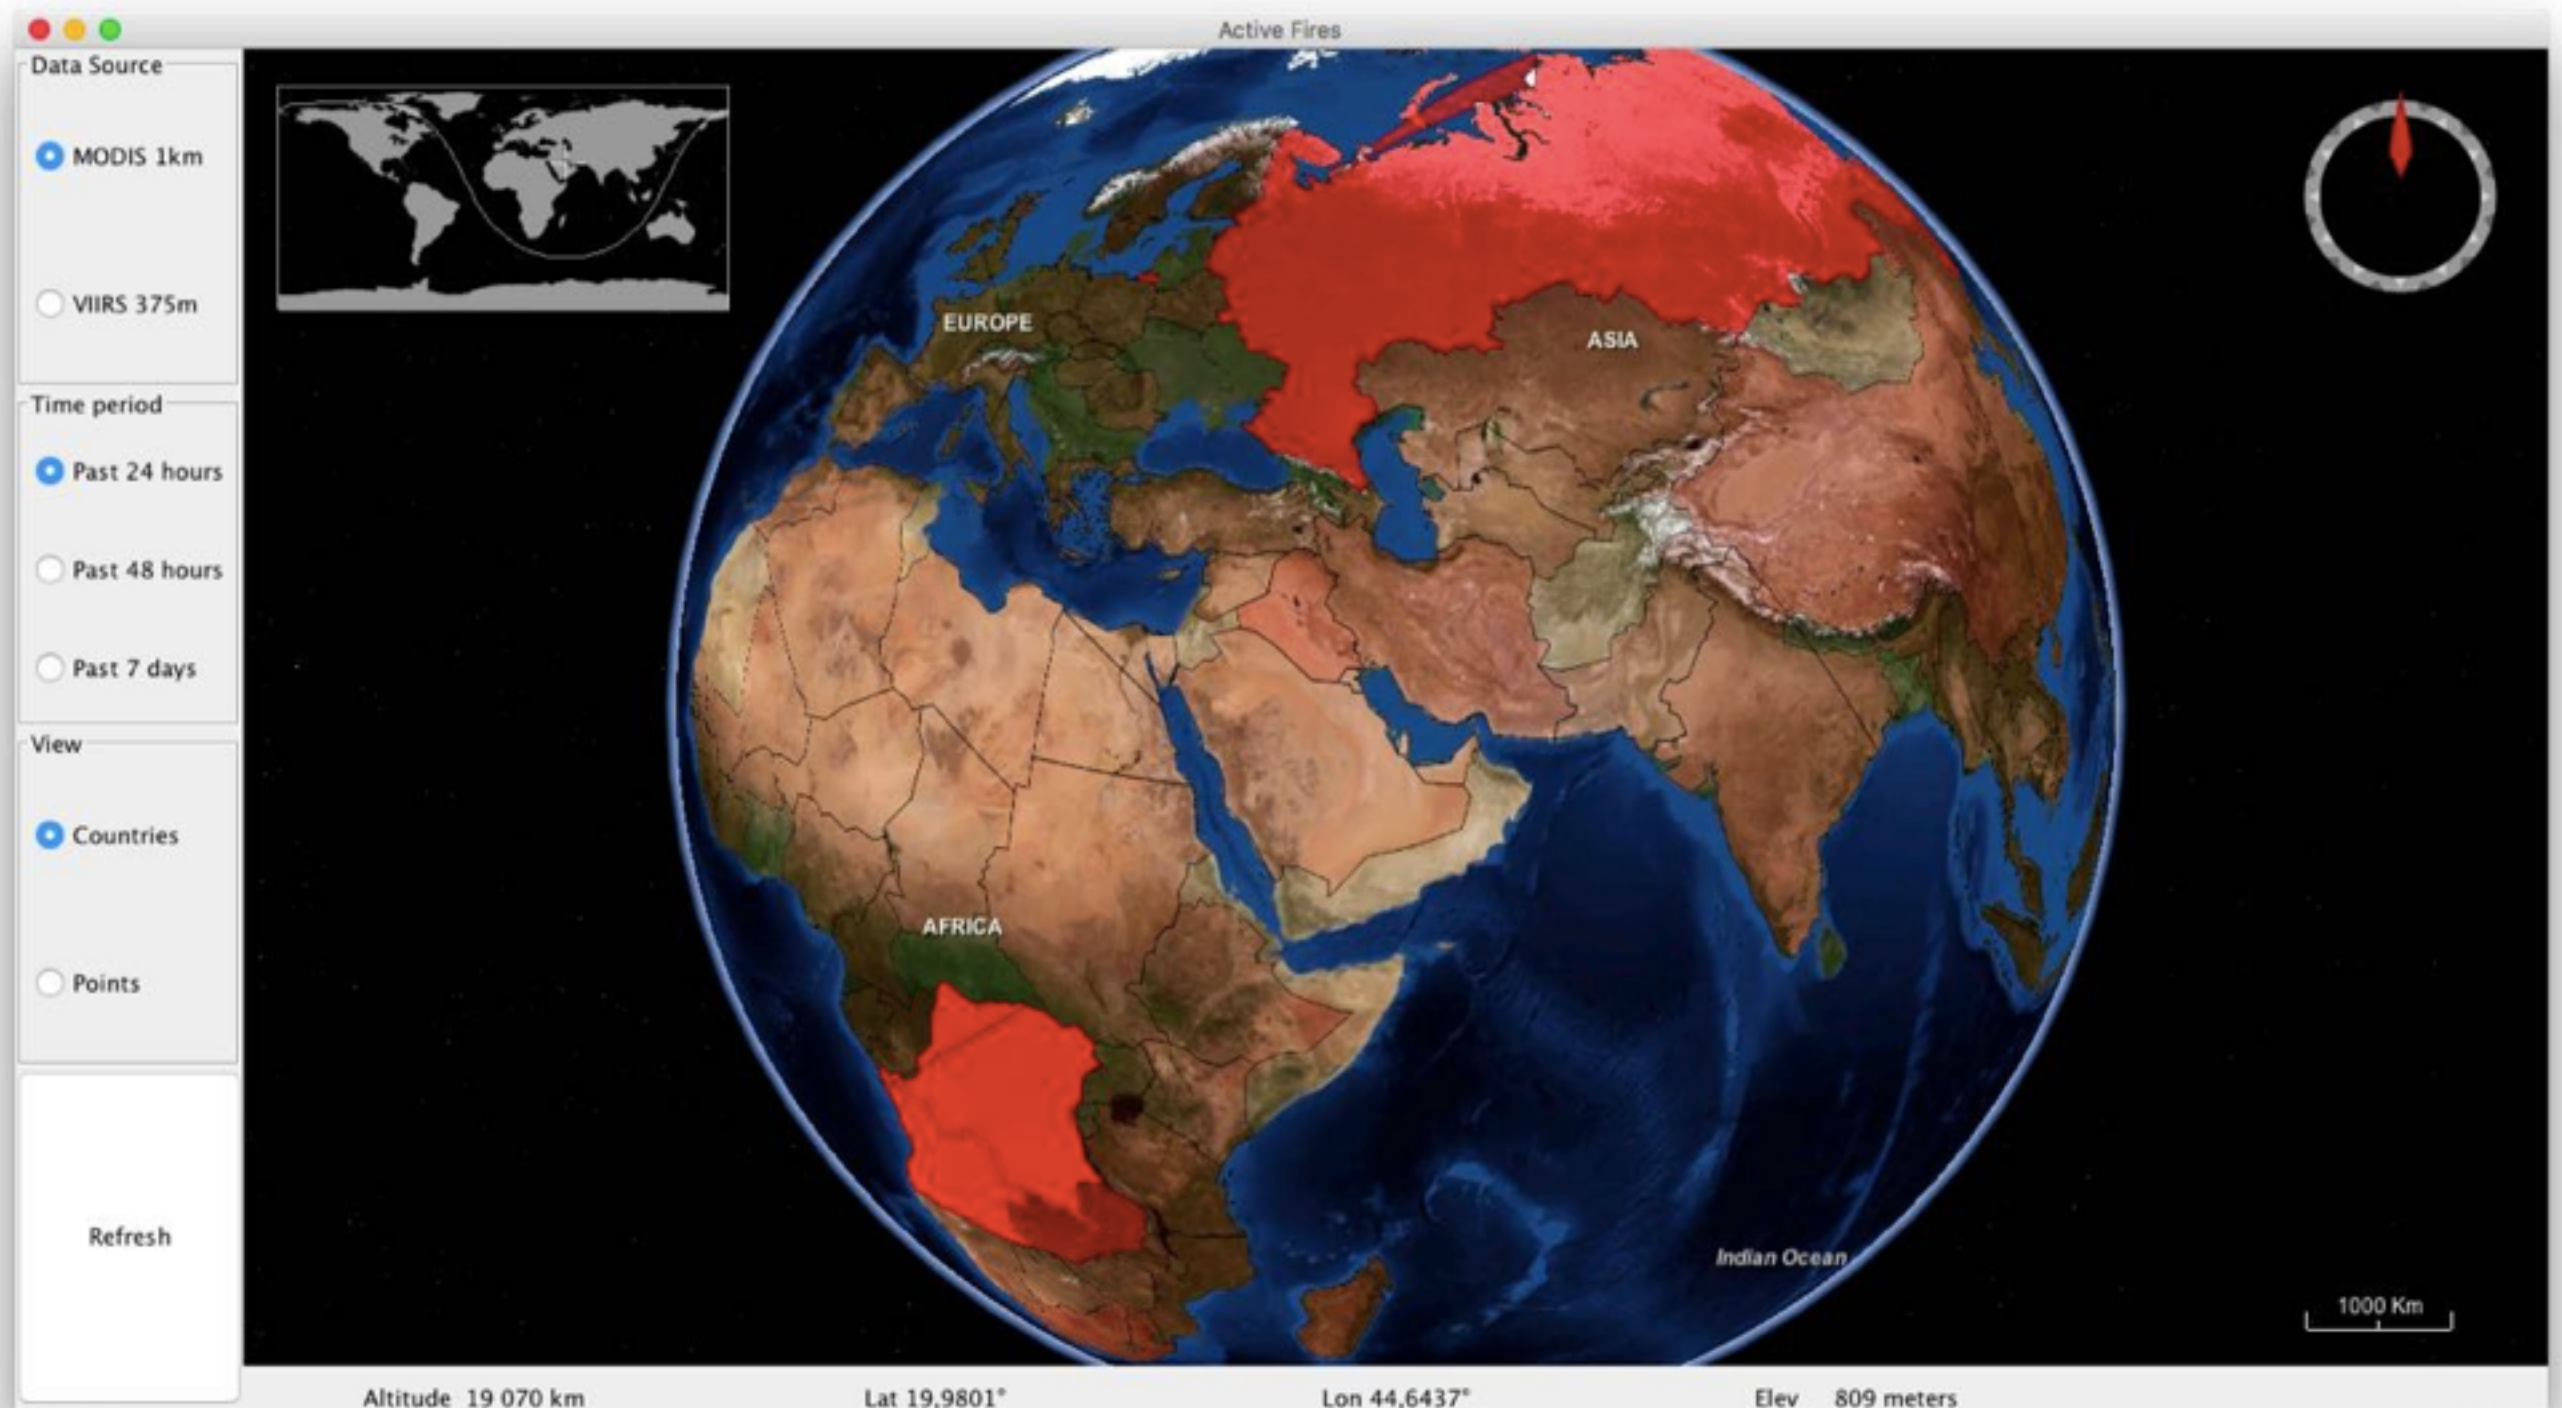 Active Fires
Data Source
MODIS 1km
VIIRS 375m
Time period
Past 24 hours
Past 48 hours
Past 7 days
View
Countries
Points
Refresh
EUROPE
ASIA
AFRICA
Indian Ocean
1000 Km
Altitude 19 070 km Lat 19,9801° Lon 44,6437° Elev 809 meters